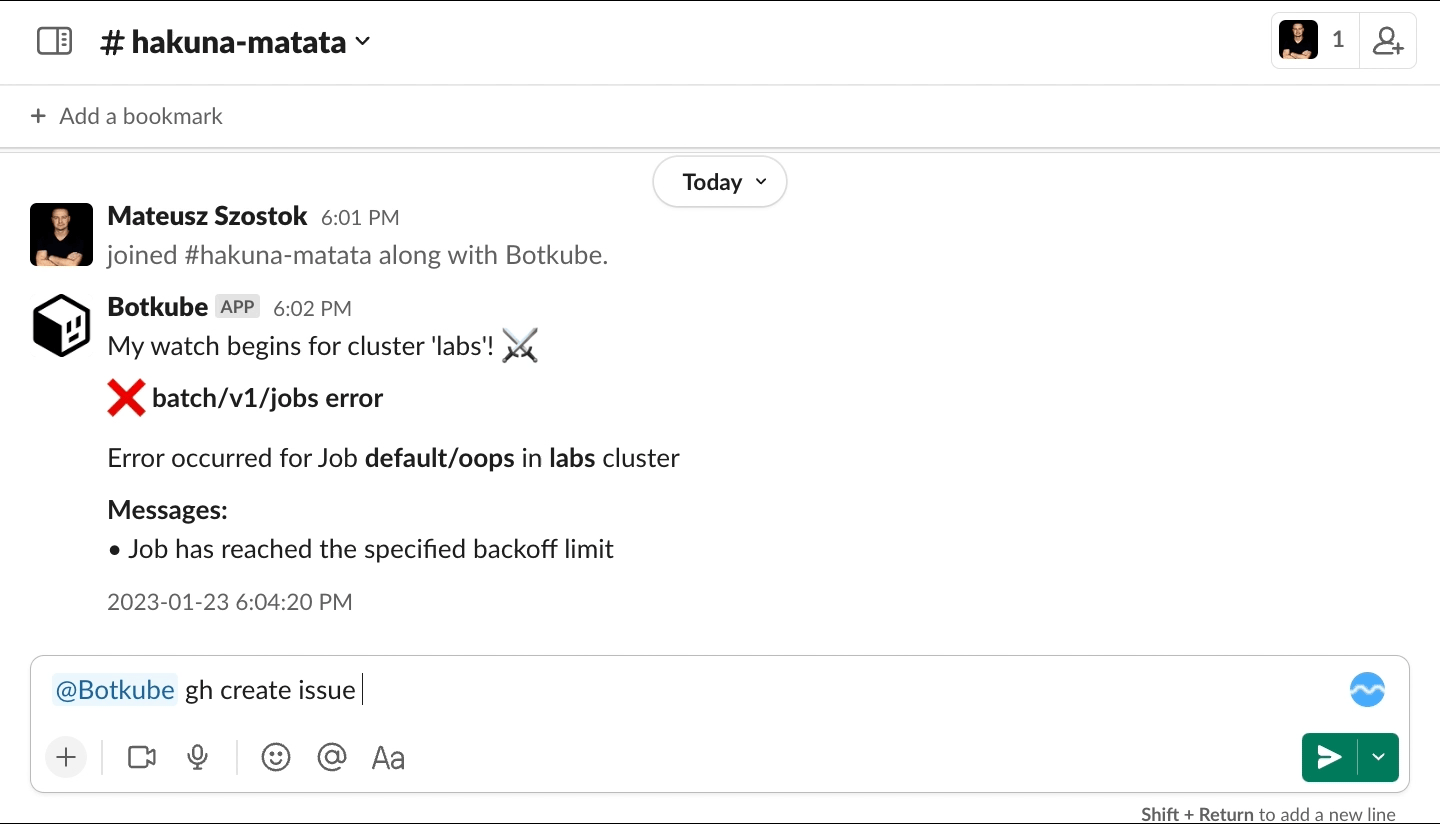 # hakuna-matata
1
+ Add a bookmark
Today
Mateusz Szostok 6:01 PM
joined #hakuna-matata along with Botkube.
Botkube APP 6:02 PM
My watch begins for cluster 'labs'! ⚔️
❌ batch/v1/jobs error
Error occurred for Job default/oops in labs cluster
Messages:
• Job has reached the specified backoff limit
2023-01-23 6:04:20 PM
@Botkube gh create issue
Aa
Shift + Return to add a new line